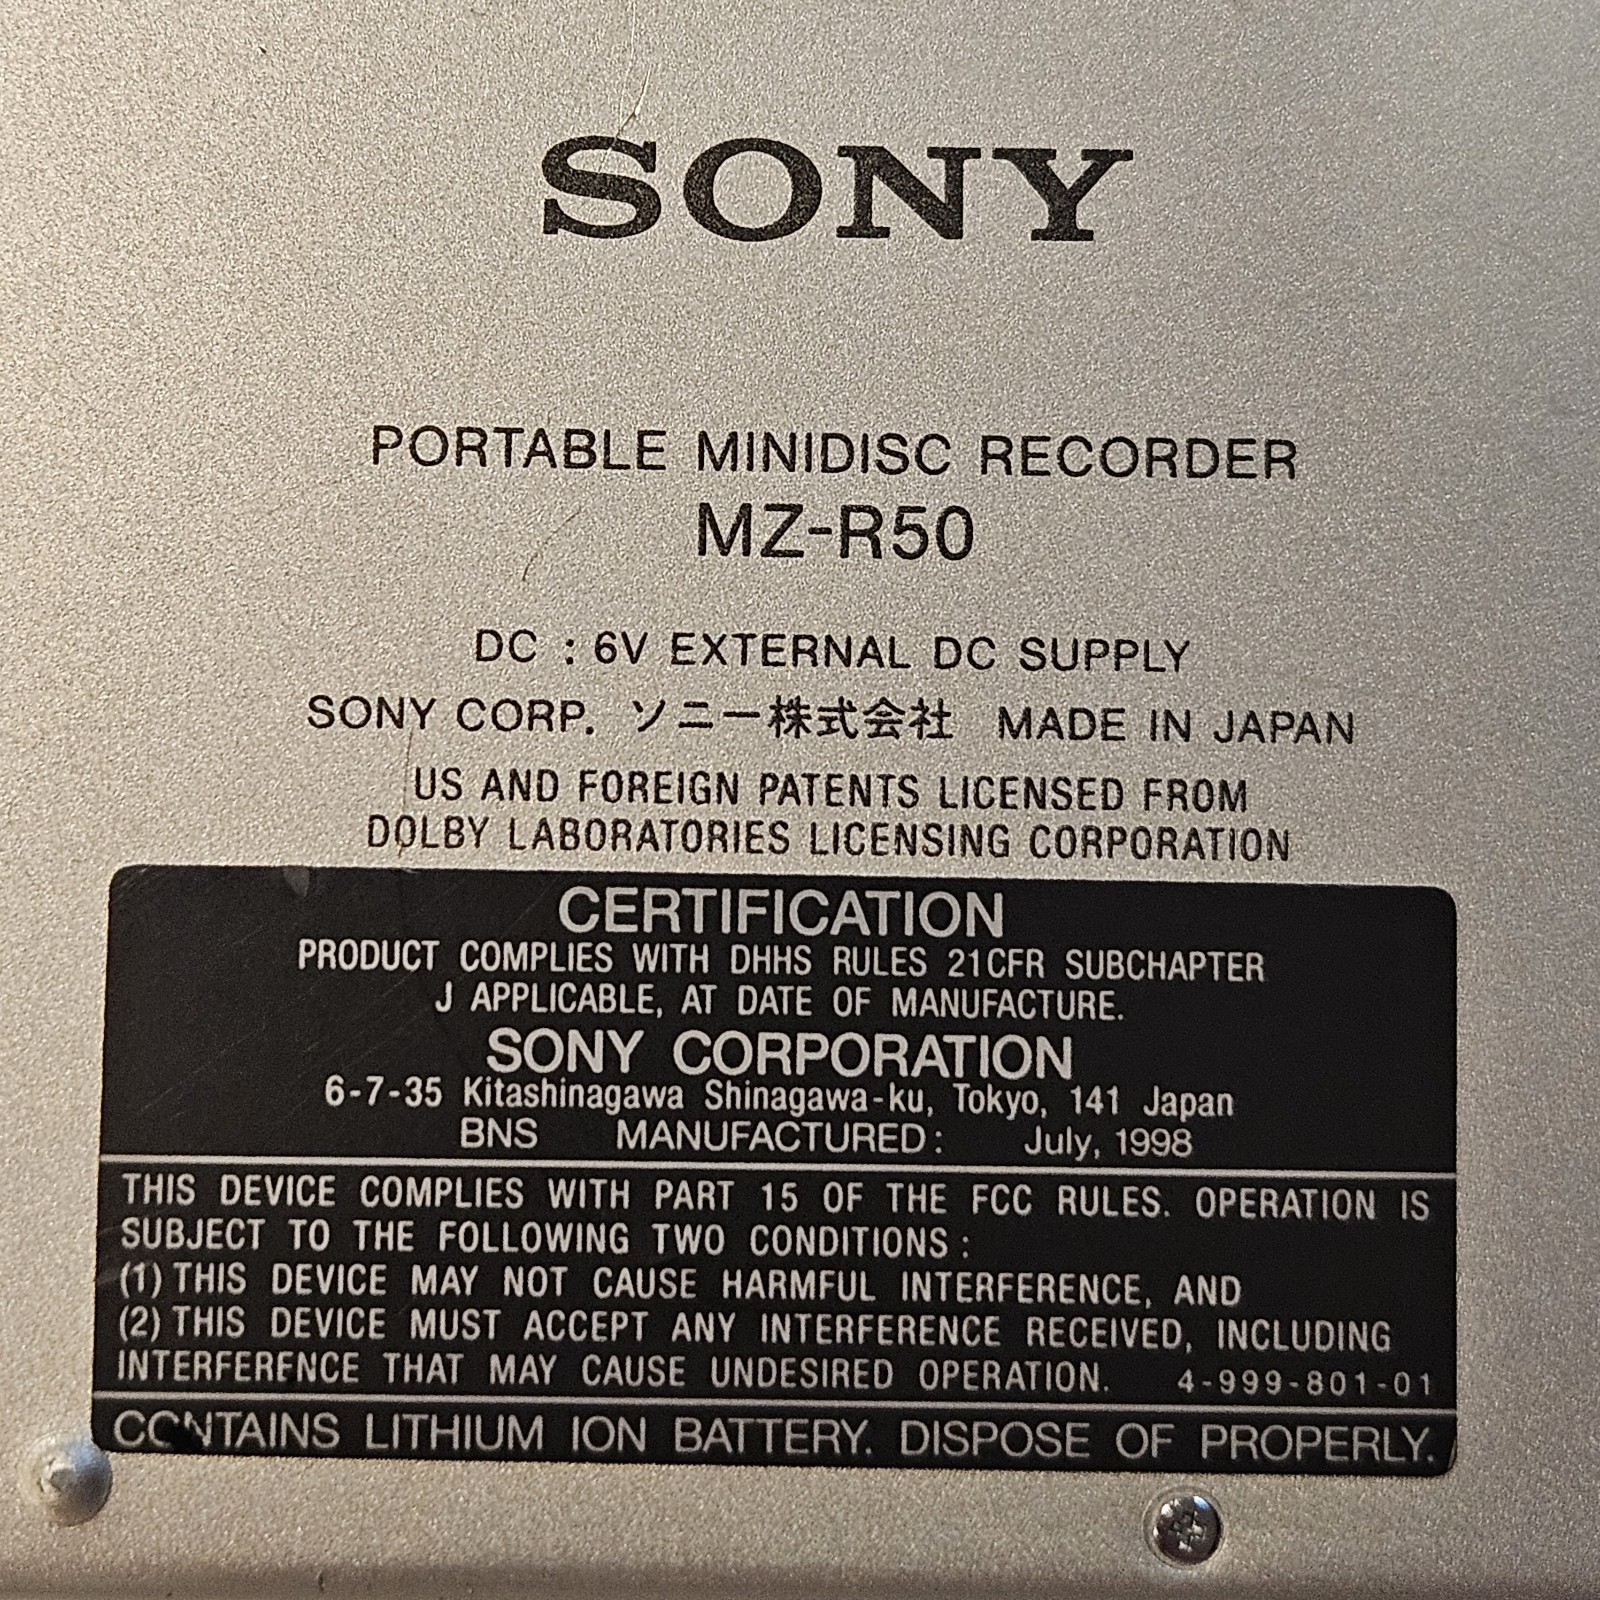 SONY
PORTABLE MINIDISC RECORDER
MZ-R50
DC : 6V EXTERNAL DC SUPPLY
SONY CORP. ソニー株式会社 MADE IN JAPAN
US AND FOREIGN PATENTS LICENSED FROM
DOLBY LABORATORIES LICENSING CORPORATION
CERTIFICATION
PRODUCT COMPLIES WITH DHHS RULES 21CFR SUBCHAPTER
J APPLICABLE, AT DATE OF MANUFACTURE.
SONY CORPORATION
6-7-35 Kitashinagawa Shinagawa-ku, Tokyo, 141 Japan
BNS MANUFACTURED: July, 1998
THIS DEVICE COMPLIES WITH PART 15 OF THE FCC RULES. OPERATION IS
SUBJECT TO THE FOLLOWING TWO CONDITIONS :
(1) THIS DEVICE MAY NOT CAUSE HARMFUL INTERFERENCE, AND
(2) THIS DEVICE MUST ACCEPT ANY INTERFERENCE RECEIVED, INCLUDING
INTERFERENCE THAT MAY CAUSE UNDESIRED OPERATION. 4-999-801-01
CONTAINS LITHIUM ION BATTERY. DISPOSE OF PROPERLY.